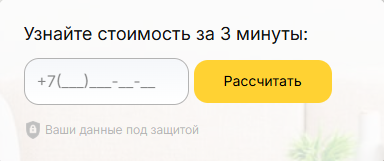 Узнайте стоимость за 3 минуты:
+7(___)___-__-__
Рассчитать
Ваши данные под защитой